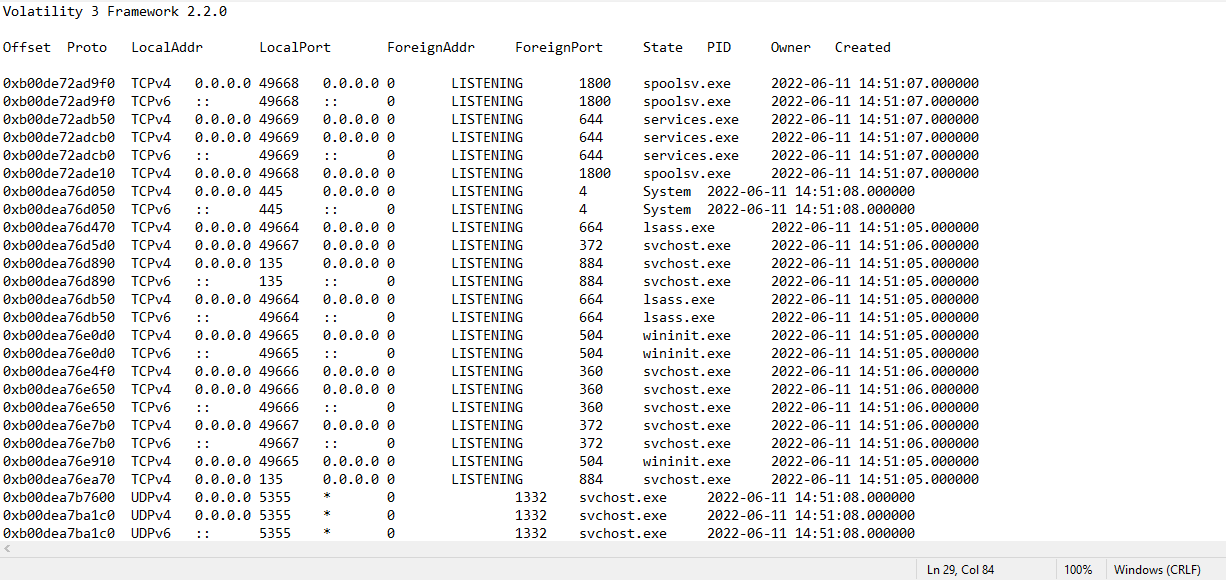 Volatility 3 Framework 2.2.0
Offset Proto LocalAddr LocalPort ForeignAddr ForeignPort State PID Owner Created
0xb00de72ad9f0 TCPv4 0.0.0.0 49668 0.0.0.0 0 LISTENING 1800 spoolsv.exe 2022-06-11 14:51:07.000000
0xb00de72ad9f0 TCPv6 :: 49668 :: 0 LISTENING 1800 spoolsv.exe 2022-06-11 14:51:07.000000
0xb00de72adb50 TCPv4 0.0.0.0 49669 0.0.0.0 0 LISTENING 644 services.exe 2022-06-11 14:51:07.000000
0xb00de72adcb0 TCPv4 0.0.0.0 49669 0.0.0.0 0 LISTENING 644 services.exe 2022-06-11 14:51:07.000000
0xb00de72adcb0 TCPv6 :: 49669 :: 0 LISTENING 644 services.exe 2022-06-11 14:51:07.000000
0xb00de72ade10 TCPv4 0.0.0.0 49668 0.0.0.0 0 LISTENING 1800 spoolsv.exe 2022-06-11 14:51:07.000000
0xb00dea76d050 TCPv4 0.0.0.0 445 0.0.0.0 0 LISTENING 4 System 2022-06-11 14:51:08.000000
0xb00dea76d050 TCPv6 :: 445 :: 0 LISTENING 4 System 2022-06-11 14:51:08.000000
0xb00dea76d470 TCPv4 0.0.0.0 49664 0.0.0.0 0 LISTENING 664 lsass.exe 2022-06-11 14:51:05.000000
0xb00dea76d5d0 TCPv4 0.0.0.0 49667 0.0.0.0 0 LISTENING 372 svchost.exe 2022-06-11 14:51:06.000000
0xb00dea76d890 TCPv4 0.0.0.0 135 0.0.0.0 0 LISTENING 884 svchost.exe 2022-06-11 14:51:05.000000
0xb00dea76d890 TCPv6 :: 135 :: 0 LISTENING 884 svchost.exe 2022-06-11 14:51:05.000000
0xb00dea76db50 TCPv4 0.0.0.0 49664 0.0.0.0 0 LISTENING 664 lsass.exe 2022-06-11 14:51:05.000000
0xb00dea76db50 TCPv6 :: 49664 :: 0 LISTENING 664 lsass.exe 2022-06-11 14:51:05.000000
0xb00dea76e0d0 TCPv4 0.0.0.0 49665 0.0.0.0 0 LISTENING 504 wininit.exe 2022-06-11 14:51:05.000000
0xb00dea76e0d0 TCPv6 :: 49665 :: 0 LISTENING 504 wininit.exe 2022-06-11 14:51:05.000000
0xb00dea76e4f0 TCPv4 0.0.0.0 49666 0.0.0.0 0 LISTENING 360 svchost.exe 2022-06-11 14:51:06.000000
0xb00dea76e650 TCPv4 0.0.0.0 49666 0.0.0.0 0 LISTENING 360 svchost.exe 2022-06-11 14:51:06.000000
0xb00dea76e650 TCPv6 :: 49666 :: 0 LISTENING 360 svchost.exe 2022-06-11 14:51:06.000000
0xb00dea76e7b0 TCPv4 0.0.0.0 49667 0.0.0.0 0 LISTENING 372 svchost.exe 2022-06-11 14:51:06.000000
0xb00dea76e7b0 TCPv6 :: 49667 :: 0 LISTENING 372 svchost.exe 2022-06-11 14:51:06.000000
0xb00dea76e910 TCPv4 0.0.0.0 49665 0.0.0.0 0 LISTENING 504 wininit.exe 2022-06-11 14:51:05.000000
0xb00dea76ea70 TCPv4 0.0.0.0 135 0.0.0.0 0 LISTENING 884 svchost.exe 2022-06-11 14:51:05.000000
0xb00dea7b7600 UDPv4 0.0.0.0 5355 * 0 1332 svchost.exe 2022-06-11 14:51:08.000000
0xb00dea7ba1c0 UDPv4 0.0.0.0 5355 * 0 1332 svchost.exe 2022-06-11 14:51:08.000000
0xb00dea7ba1c0 UDPv6 :: 5355 * 0 1332 svchost.exe 2022-06-11 14:51:08.000000
Ln 29, Col 84 100% Windows (CRLF)